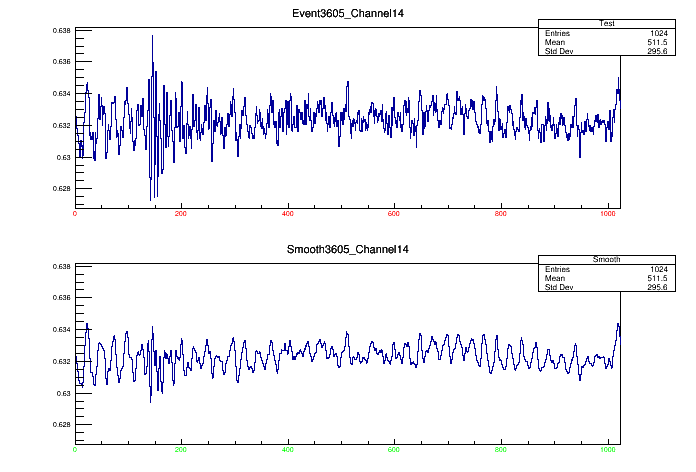 Event3605_Channel14
Test
Entries 1024
Mean 511.5
Std Dev 295.6
0.638
0.636
0.634
0.632
0.63
0.628
0 200 400 600 800 1000
Smooth3605_Channel14
Smooth
Entries 1024
Mean 511.5
Std Dev 295.6
0.638
0.636
0.634
0.632
0.63
0.628
0 200 400 600 800 1000